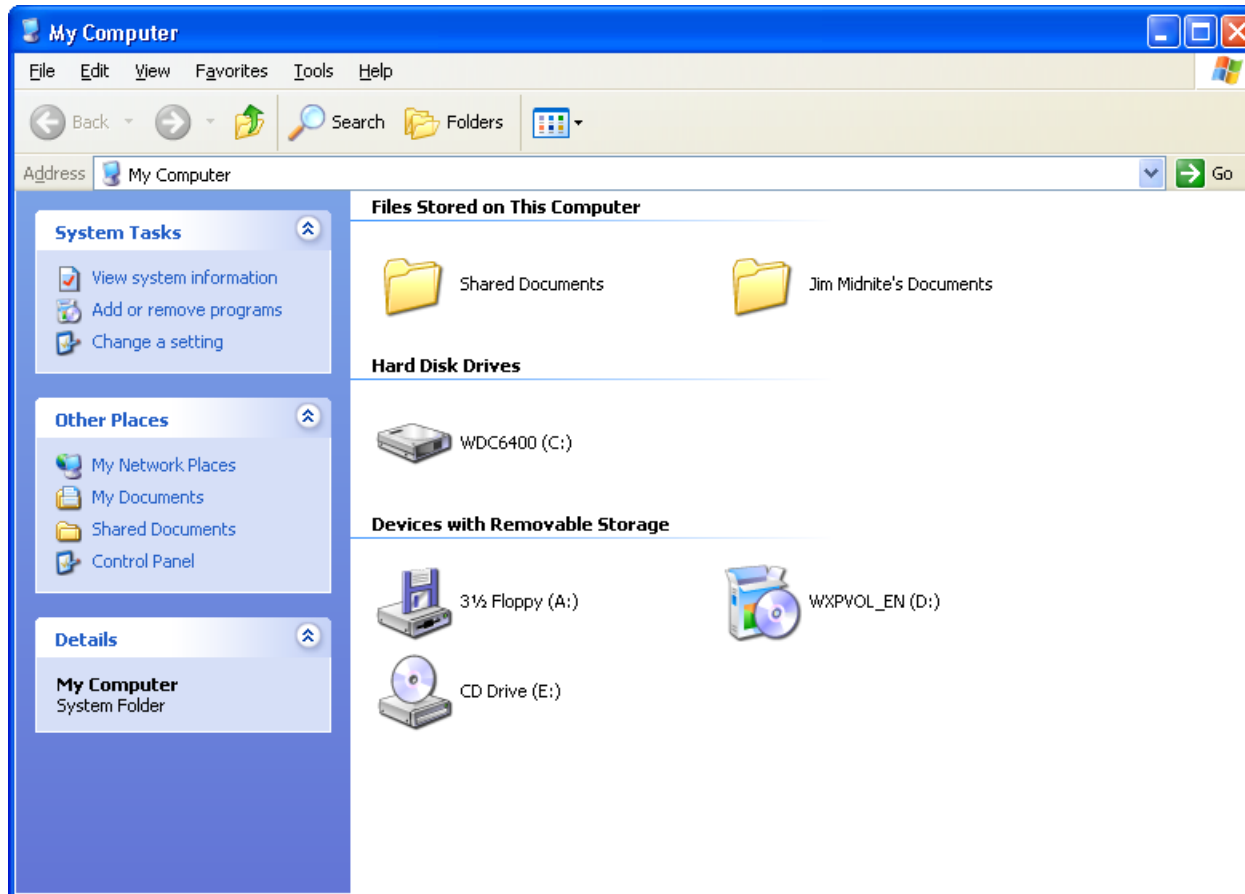 My Computer
File Edit View Favorites Tools Help
Back Search Folders
Address My Computer Go
System Tasks
View system information
Add or remove programs
Change a setting
Other Places
My Network Places
My Documents
Shared Documents
Control Panel
Details
My Computer
System Folder
Files Stored on This Computer
Shared Documents Jim Midnite's Documents
Hard Disk Drives
WDC6400 (C:)
Devices with Removable Storage
3½ Floppy (A:) WXPVOL_EN (D:)
CD Drive (E:)